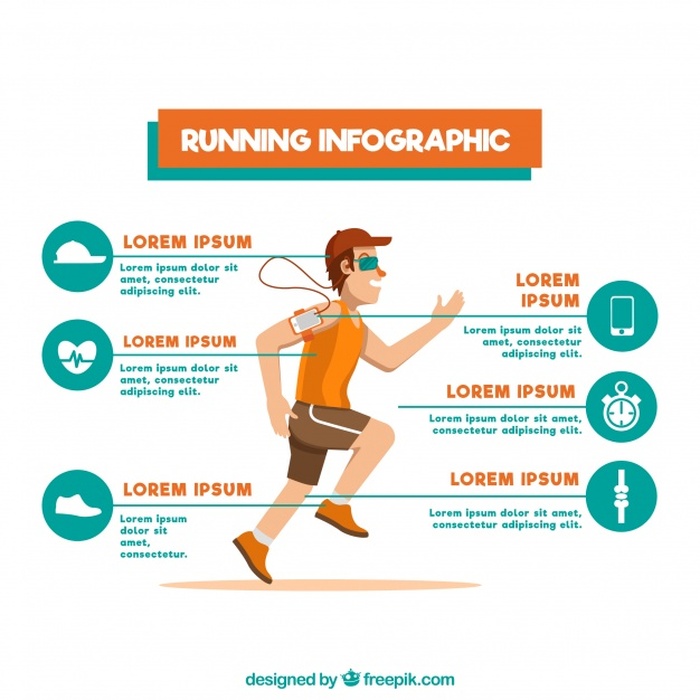 RUNNING INFOGRAPHIC
LOREM IPSUM
Lorem ipsum dolor sit
amet, consectetur
adipiscing elit.
LOREM IPSUM
Lorem ipsum dolor sit
amet, consectetur
adipiscing elit.
LOREM IPSUM
Lorem ipsum
dolor sit
amet,
consectetur.
LOREM
IPSUM
Lorem ipsum dolor sit
amet, consectetur
adipiscing elit.
LOREM IPSUM
Lorem ipsum dolor sit amet,
consectetur adipiscing elit.
LOREM IPSUM
Lorem ipsum dolor sit amet,
consectetur adipiscing elit.
designed by freepik.com